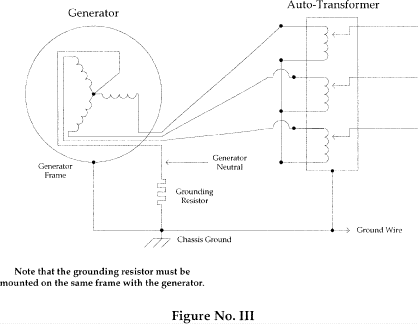 Generator
Auto-Transformer
Generator
Frame
Generator
Neutral
Grounding
Resistor
Ground Wire
Chassis Ground
Note that the grounding resistor must be
mounted on the same frame with the generator.
Figure No. III